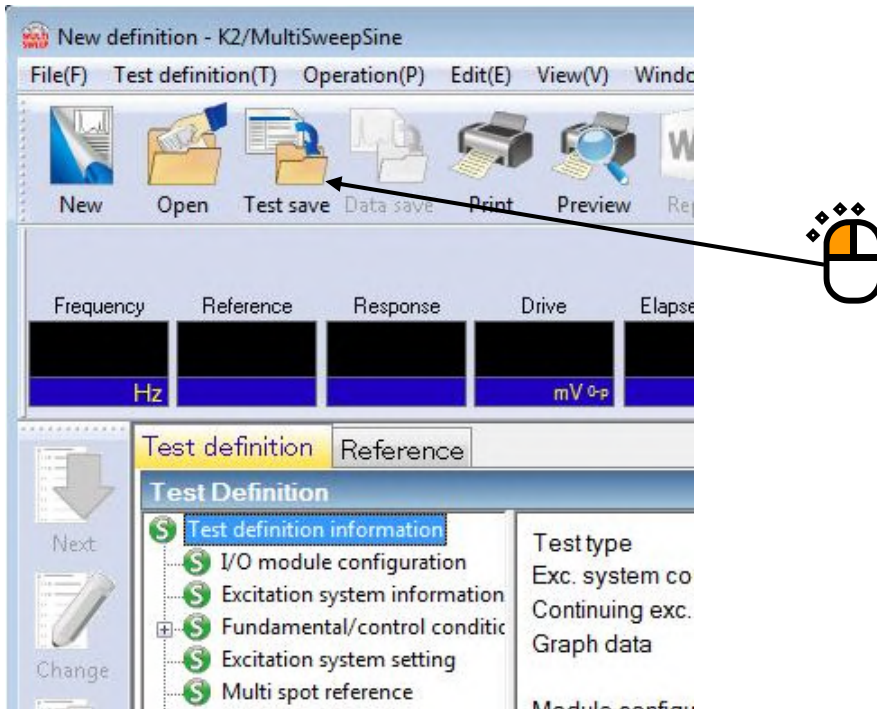 New definition - K2/MultiSweepSine
File(F) Test definition(T) Operation(P) Edit(E) View(V)
New Open Test save Data save Print Preview
Frequency Reference Response Drive
Hz mV 0-p
Test definition Reference
Test Definition
Test definition information
I/O module configuration
Excitation system information
Fundamental/control
Excitation system setting
Multi spot reference
Test type
Exc. system
Continuing exc.
Graph data
Next
Change